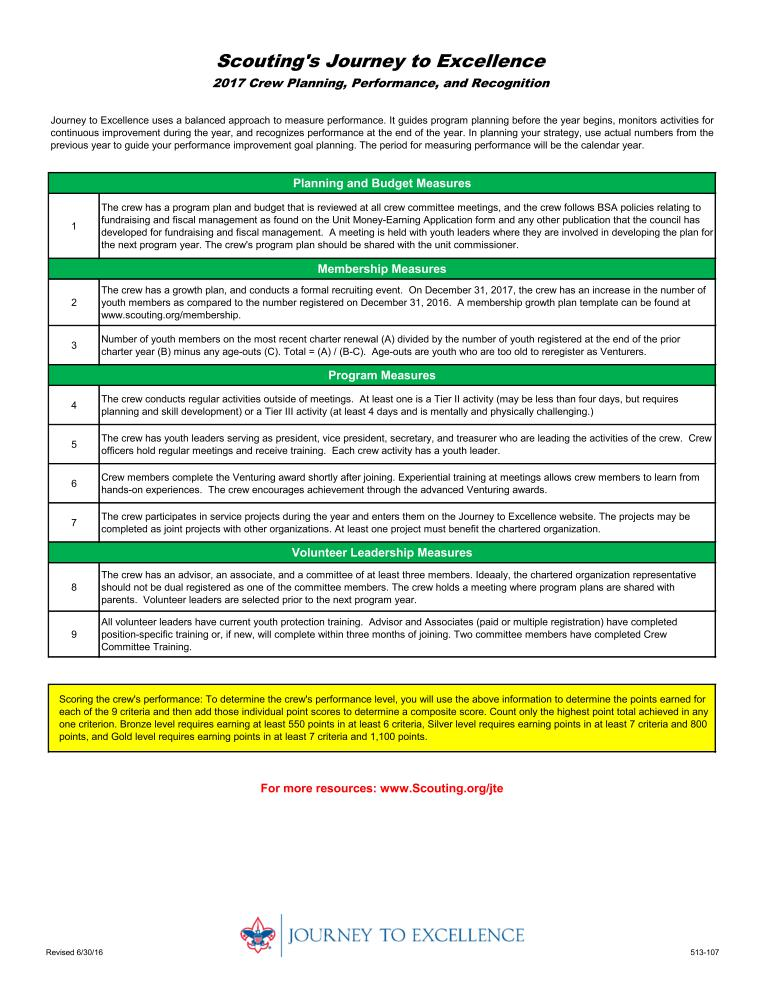 Scouting's Journey to Excellence
2017 Crew Planning, Performance, and Recognition
Journey to Excellence uses a balanced approach to measure performance. It guides program planning before the year begins, monitors activities for
continuous improvement during the year, and recognizes performance at the end of the year. In planning your strategy, use actual numbers from the
previous year to guide your performance improvement goal planning. The period for measuring performance will be the calendar year.
Planning and Budget Measures
1
The crew has a program plan and budget that is reviewed at all crew committee meetings, and the crew follows BSA policies relating to
fundraising and fiscal management as found on the Unit Money-Earning Application form and any other publication that the council has
developed for fundraising and fiscal management.  A meeting is held with youth leaders where they are involved in developing the plan for
the next program year. The crew's program plan should be shared with the unit commissioner.
Membership Measures
2
The crew has a growth plan, and conducts a formal recruiting event.  On December 31, 2017, the crew has an increase in the number of
youth members as compared to the number registered on December 31, 2016.  A membership growth plan template can be found at
www.scouting.org/membership.
3
Number of youth members on the most recent charter renewal (A) divided by the number of youth registered at the end of the prior
charter year (B) minus any age-outs (C). Total = (A) / (B-C).  Age-outs are youth who are too old to reregister as Venturers.
Program Measures
4
The crew conducts regular activities outside of meetings.  At least one is a Tier II activity (may be less than four days, but requires
planning and skill development) or a Tier III activity (at least 4 days and is mentally and physically challenging.)
5
The crew has youth leaders serving as president, vice president, secretary, and treasurer who are leading the activities of the crew.  Crew
officers hold regular meetings and receive training.  Each crew activity has a youth leader.
6
Crew members complete the Venturing award shortly after joining. Experiential training at meetings allows crew members to learn from
hands-on experiences.  The crew encourages achievement through the advanced Venturing awards.
7
The crew participates in service projects during the year and enters them on the Journey to Excellence website. The projects may be
completed as joint projects with other organizations. At least one project must benefit the chartered organization.
Volunteer Leadership Measures
8
The crew has an advisor, an associate, and a committee of at least three members. Ideaaly, the chartered organization representative
should not be dual registered as one of the committee members. The crew holds a meeting where program plans are shared with
parents.  Volunteer leaders are selected prior to the next program year.
9
All volunteer leaders have current youth protection training.  Advisor and Associates (paid or multiple registration) have completed
position-specific training or, if new, will complete within three months of joining. Two committee members have completed Crew
Committee Training.
Scoring the crew's performance: To determine the crew's performance level, you will use the above information to determine the points earned for
each of the 9 criteria and then add those individual point scores to determine a composite score. Count only the highest point total achieved in any
one criterion. Bronze level requires earning at least 550 points in at least 6 criteria, Silver level requires earning points in at least 7 criteria and 800
points, and Gold level requires earning points in at least 7 criteria and 1,100 points.
For more resources: www.Scouting.org/jte
JOURNEY TO EXCELLENCE
Revised 6/30/16
513-107